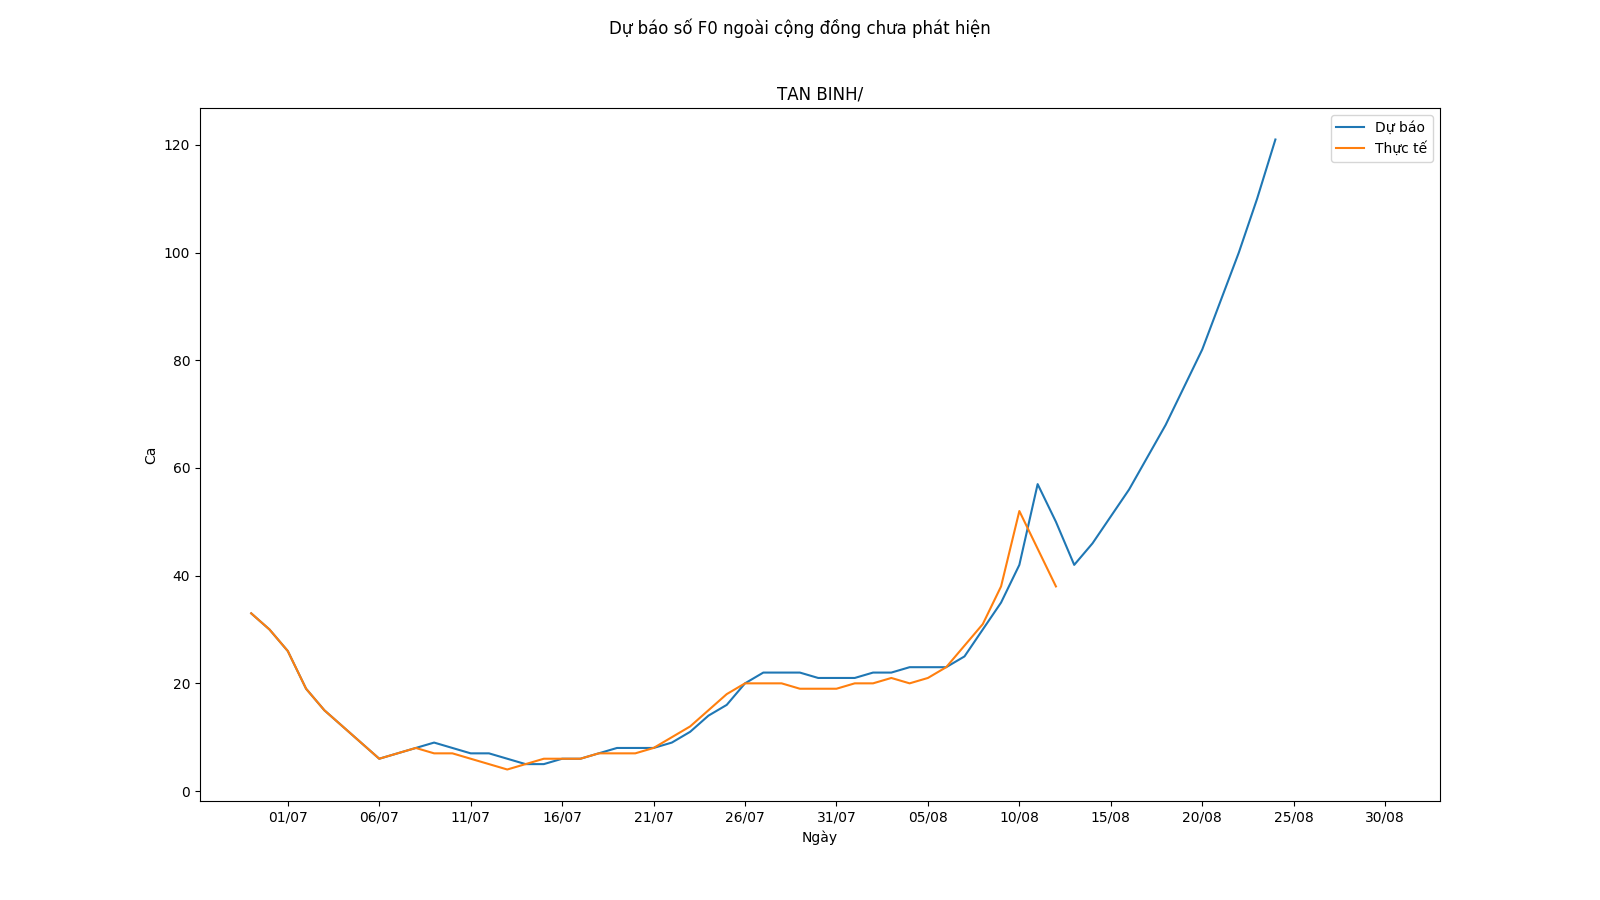 Dự báo số F0 ngoài cộng đồng chưa phát hiện
TAN BINH/
Dự báo
Thực tế
120
100
80
60
40
20
0
Ca
01/07 06/07 11/07 16/07 21/07 26/07 31/07 05/08 10/08 15/08 20/08 25/08 30/08
Ngày